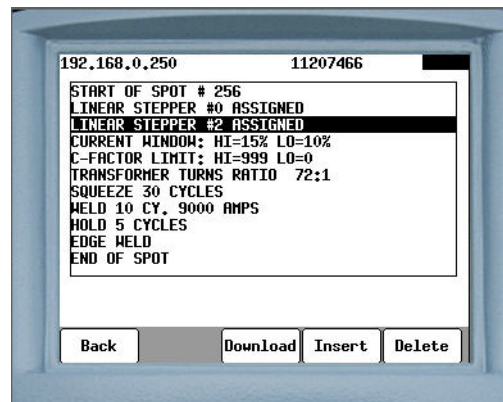 192.168.0.250 11207466
START OF SPOT # 256
LINEAR STEPPER #0 ASSIGNED
LINEAR STEPPER #2 ASSIGNED
CURRENT WINDOW: HI=15% LO=10%
C-FACTOR LIMIT: HI=999 LO=0
TRANSFORMER TURNS RATIO 72:1
SQUEEZE 30 CYCLES
WELD 10 CY. 9000 AMPS
HOLD 5 CYCLES
EDGE WELD
END OF SPOT
Back Download Insert Delete